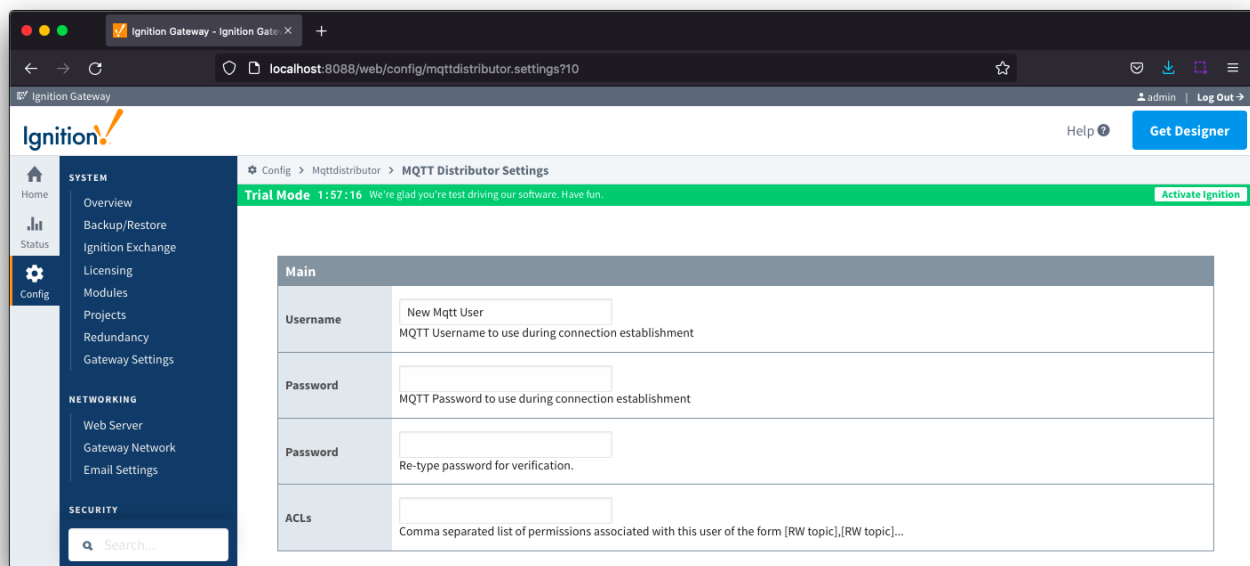 Ignition Gateway - Ignition Gate
localhost:8088/web/config/mqttdistributor.settings?10
Ignition Gateway
admin | Log Out
Ignition!
Help
Get Designer
Home
Status
Config
SYSTEM
Overview
Backup/Restore
Ignition Exchange
Licensing
Modules
Projects
Redundancy
Gateway Settings
NETWORKING
Web Server
Gateway Network
Email Settings
SECURITY
Search...
Config > Mqttdistributor > MQTT Distributor Settings
Trial Mode 1:57:16 We're glad you're test driving our software. Have fun.
Activate Ignition
Main
Username
New Mqtt User
MQTT Username to use during connection establishment
Password
MQTT Password to use during connection establishment
Password
Re-type password for verification.
ACLs
Comma separated list of permissions associated with this user of the form [RW topic],[RW topic]...